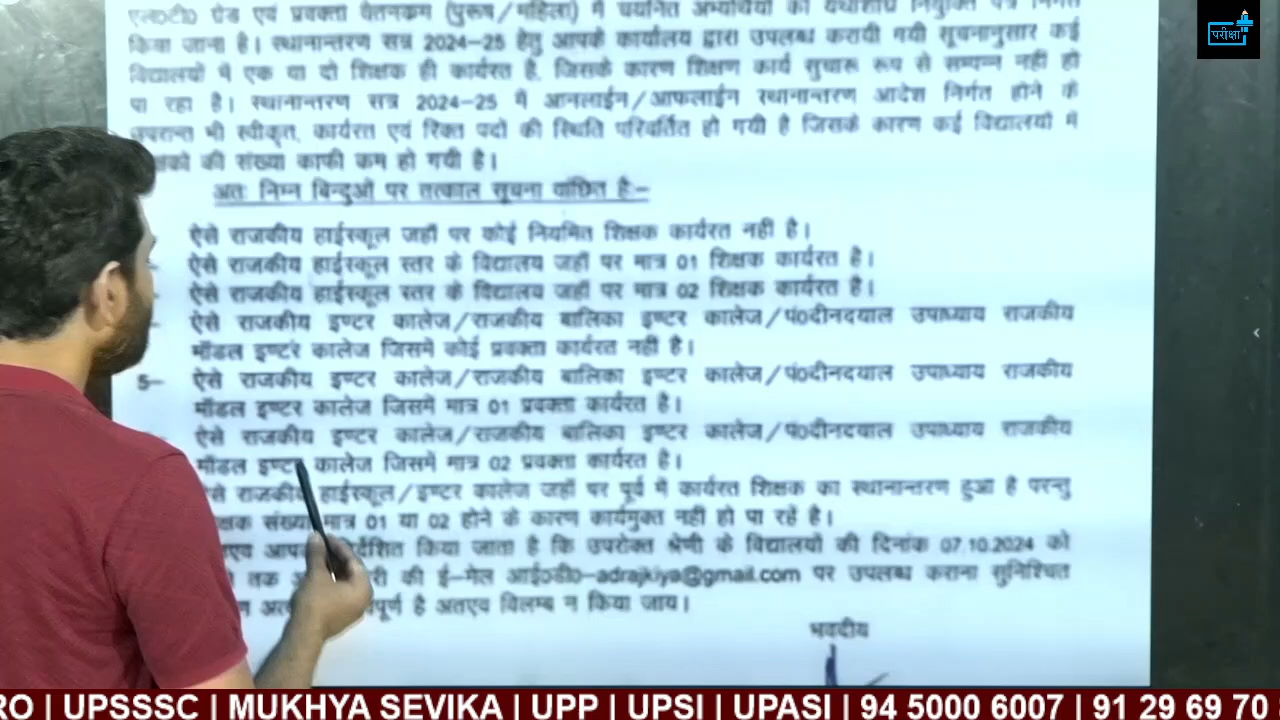 एल०टी० ग्रेड एवं प्रवक्ता वेतनक्रम (पुरूष/महिला) में चयनित अभ्यर्थियों को यथाशीघ्र नियुक्ति पत्र निर्गत
किया जाना है। स्थानान्तरण सत्र 2024-25 आपके कार्यालय द्वारा उपलब्ध करायी गयी सूचनानुसार कई
विद्यालयों में एक या दो शिक्षक ही कार्यरत है, जिसके कारण शिक्षण कार्य सुचारू रूप से सम्पन्न नहीं हो
पा रहा है। स्थानान्तरण सत्र 2024-25 में आनलाईन/आफलाईन स्थानान्तरण आदेश निर्गत होने के
उपरान्त भी स्वीकृत, कार्यरत एवं रिक्त पदों की स्थिति परिवर्तित हो गयी है जिसके कारण कई विद्यालयों में
की संख्या काफी कम हो गयी है।
अतः निम्न बिन्दुओं पर तत्काल सूचना वांछित है:-
ऐसे राजकीय हाईस्कूल जहाँ पर कोई नियमित शिक्षक कार्यरत नही है।
ऐसे राजकीय हाईस्कूल स्तर के विद्यालय जहाँ पर मात्र 01 शिक्षक कार्यरत है।
ऐसे राजकीय हाईस्कूल स्तर के विद्यालय जहाँ पर मात्र 02 शिक्षक कार्यरत है।
ऐसे राजकीय इण्टर कालेज/राजकीय बालिका इण्टर कालेज/पं०दीनदयाल उपाध्याय राजकीय
मॉडल इण्टर कालेज जिसमें कोई प्रवक्ता कार्यरत नही है।
5- ऐसे राजकीय इण्टर कालेज/राजकीय बालिका इण्टर कालेज/पं०दीनदयाल उपाध्याय राजकीय
मॉडल इण्टर कालेज जिसमें मात्र 01 प्रवक्ता कार्यरत है।
ऐसे राजकीय इण्टर कालेज/राजकीय बालिका इण्टर कालेज/पं०दीनदयाल उपाध्याय राजकीय
मॉडल इण्टर कालेज जिसमें मात्र 02 प्रवक्ता कार्यरत है।
राजकीय हाईस्कूल/इण्टर कालेज जहाँ पर पूर्व में कार्यरत शिक्षक का स्थानान्तरण हुआ है परन्तु
संख्या मात्र 01 या 02 होने के कारण कार्यमुक्त नही हो पा रहे है।
किया जाता है कि उपरोक्त श्रेणी के विद्यालयों की दिनांक 07.10.2024 को
तक की ई-मेल आई०डी०-adrajkiya@gmail.com पर उपलब्ध कराना सुनिश्चित
है अतएव विलम्ब न किया जाय।
भवदीय
परीक्षा
RO | UPSSSC | MUKHYA SEVIKA | UPP | UPSI | UPASI | 94 5000 6007 | 91 29 69 70